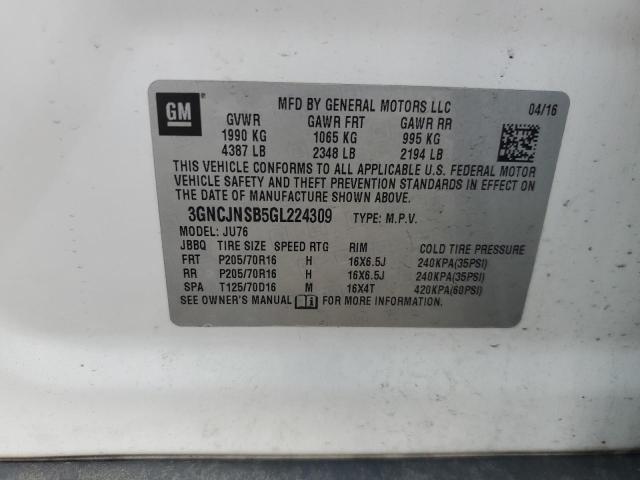 GM
MFD BY GENERAL MOTORS LLC 04/16
GVWR GAWR FRT GAWR RR
1990 KG 1065 KG 995 KG
4387 LB 2348 LB 2194 LB
THIS VEHICLE CONFORMS TO ALL APPLICABLE U.S. FEDERAL MOTOR
VEHICLE SAFETY AND THEFT PREVENTION STANDARDS IN EFFECT ON
THE DATE OF MANUFACTURE SHOWN ABOVE.
3GNCJNSB5GL224309 TYPE: M.P.V.
MODEL: JU76
JBBQ TIRE SIZE SPEED RTG RIM COLD TIRE PRESSURE
FRT P205/70R16 H 16X6.5J 240KPA(35PSI)
RR P205/70R16 H 16X6.5J 240KPA(35PSI)
SPA T125/70D16 M 16X4T 420KPA(60PSI)
SEE OWNER'S MANUAL FOR MORE INFORMATION.